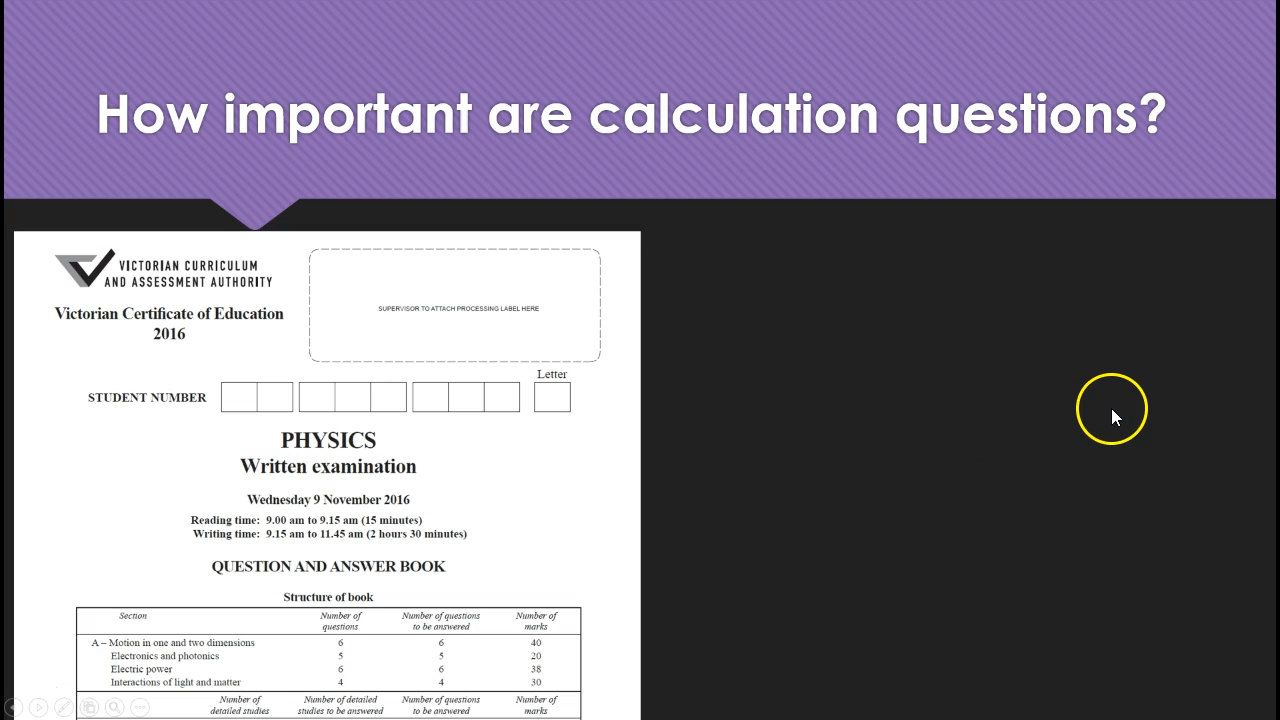 How important are calculation questions?
VICTORIAN CURRICULUM
AND ASSESSMENT AUTHORITY
SUPERVISOR TO ATTACH PROCESSING LABEL HERE
Victorian Certificate of Education
2016
Letter
STUDENT NUMBER
PHYSICS
Written examination
Wednesday 9 November 2016
Reading time: 9.00 am to 9.15 am (15 minutes)
Writing time: 9.15 am to 11.45 am (2 hours 30 minutes)
QUESTION AND ANSWER BOOK
Structure of book
Section Number of questions Number of questions to be answered Number of marks
A – Motion in one and two dimensions 6 6 40
Electronics and photonics 5 5 20
Electric power 6 6 38
Interactions of light and matter 4 4 30
Number of detailed studies Number of detailed studies to be answered Number of questions to be answered Number of marks